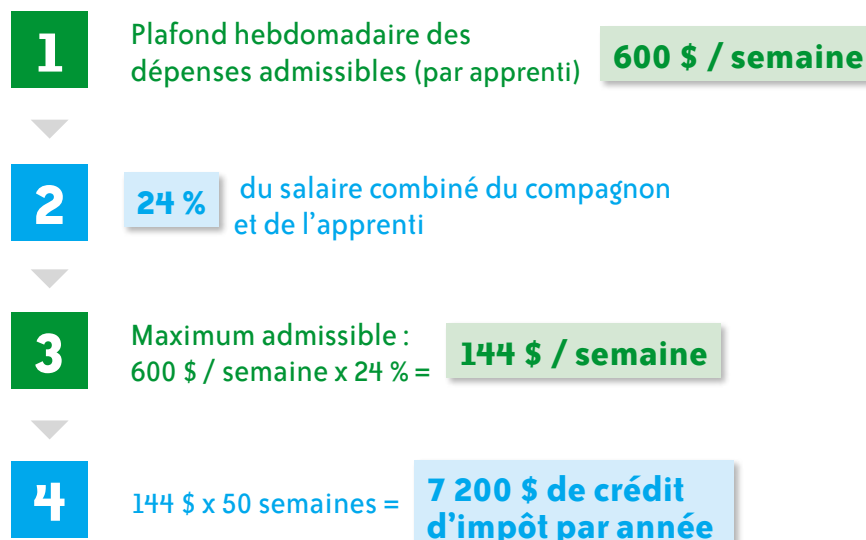 1
Plafond hebdomadaire des
dépenses admissibles (par apprenti)
600 $ / semaine
2
24 %
du salaire combiné du compagnon
et de l'apprenti
3
Maximum admissible :
600 $ / semaine x 24 % =
144 $ / semaine
4
144 $ x 50 semaines =
7 200 $ de crédit
d'impôt par année